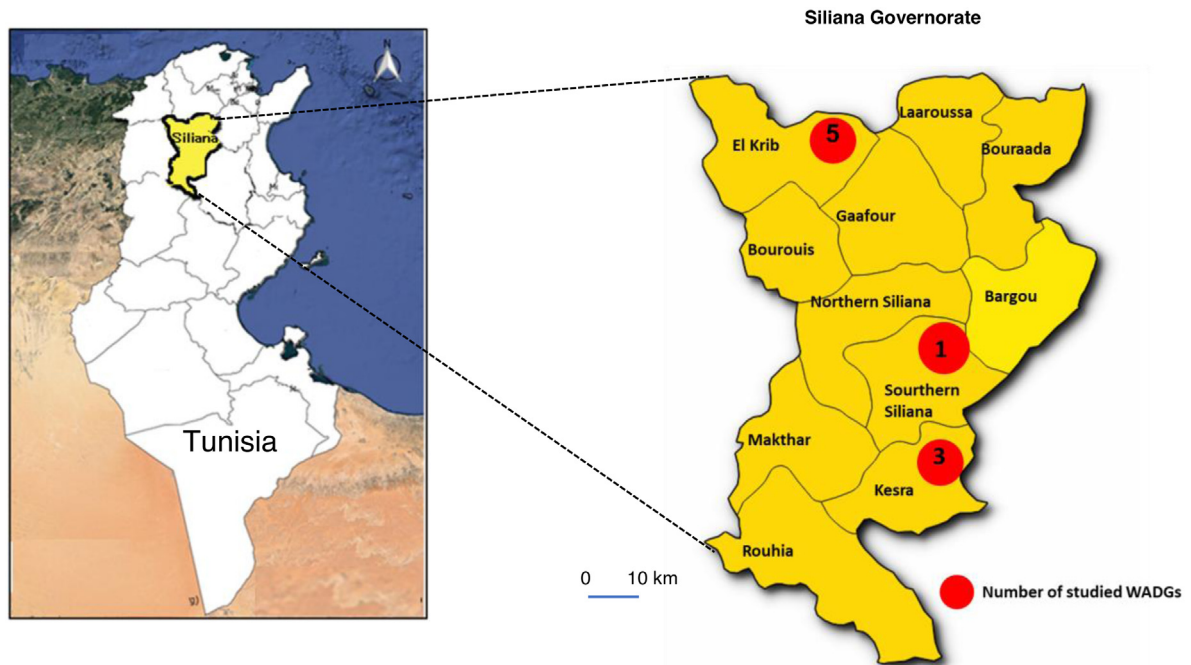 Siliana Governorate
N
Siliana
Tunisia
g)
Laaroussa
5
El Krib
Bouraada
Gaafour
Bourouis
Northern Siliana
Bargou
1
Sourthern
Siliana
Makthar
3
Kesra
Rouhia
0 10 km
Number of studied WADGs